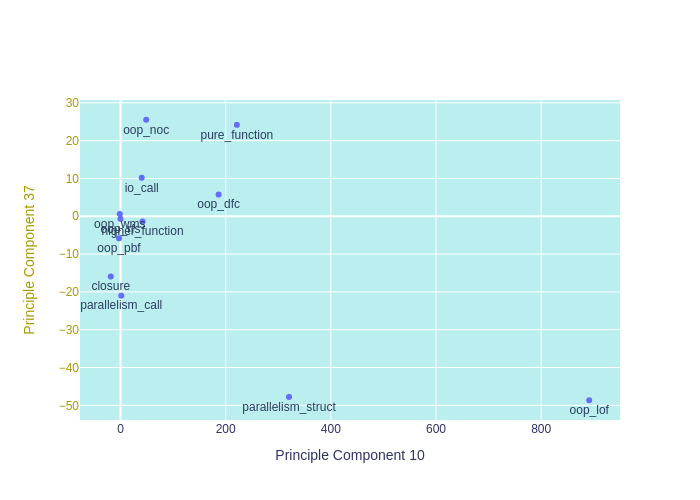 30
20
10
0
−10
−20
−30
−40
−50
Principle Component 37
oop_noc
pure_function
io_call
oop_dfc
oop_wms
higher_function
oop_pbf
closure
parallelism_call
parallelism_struct
oop_lof
0
200
400
600
800
Principle Component 10